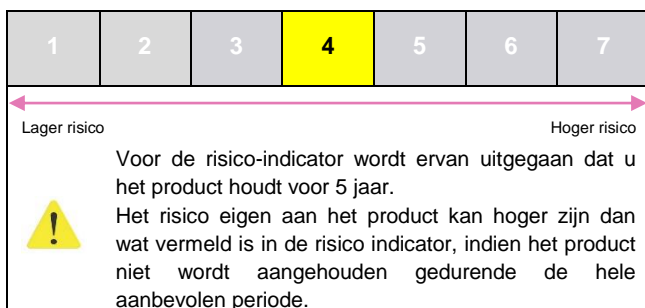 1 2 3 4 5 6 7
Lager risico Hoger risico
Voor de risico-indicator wordt ervan uitgegaan dat u
het product houdt voor 5 jaar.
Het risico eigen aan het product kan hoger zijn dan
wat vermeld is in de risico indicator, indien het product
niet wordt aangehouden gedurende de hele
aanbevolen periode.